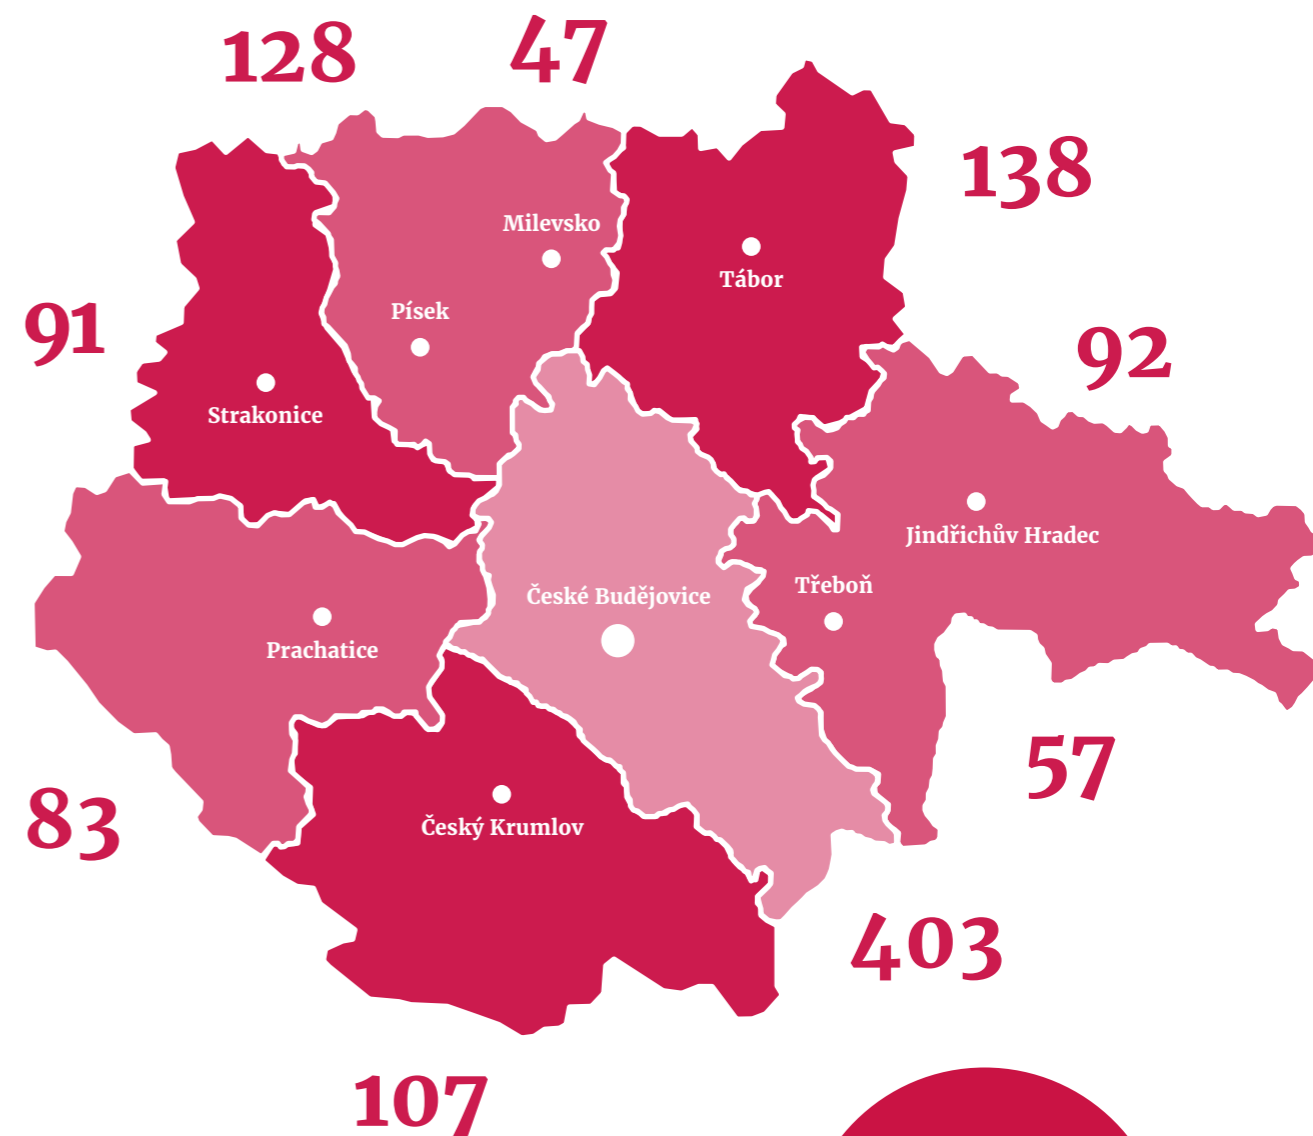 128
47
138
Milevsko
Tábor
Písek
91
92
Strakonice
Jindřichův Hradec
Třeboň
České Budějovice
Prachatice
57
83
Český Krumlov
403
107